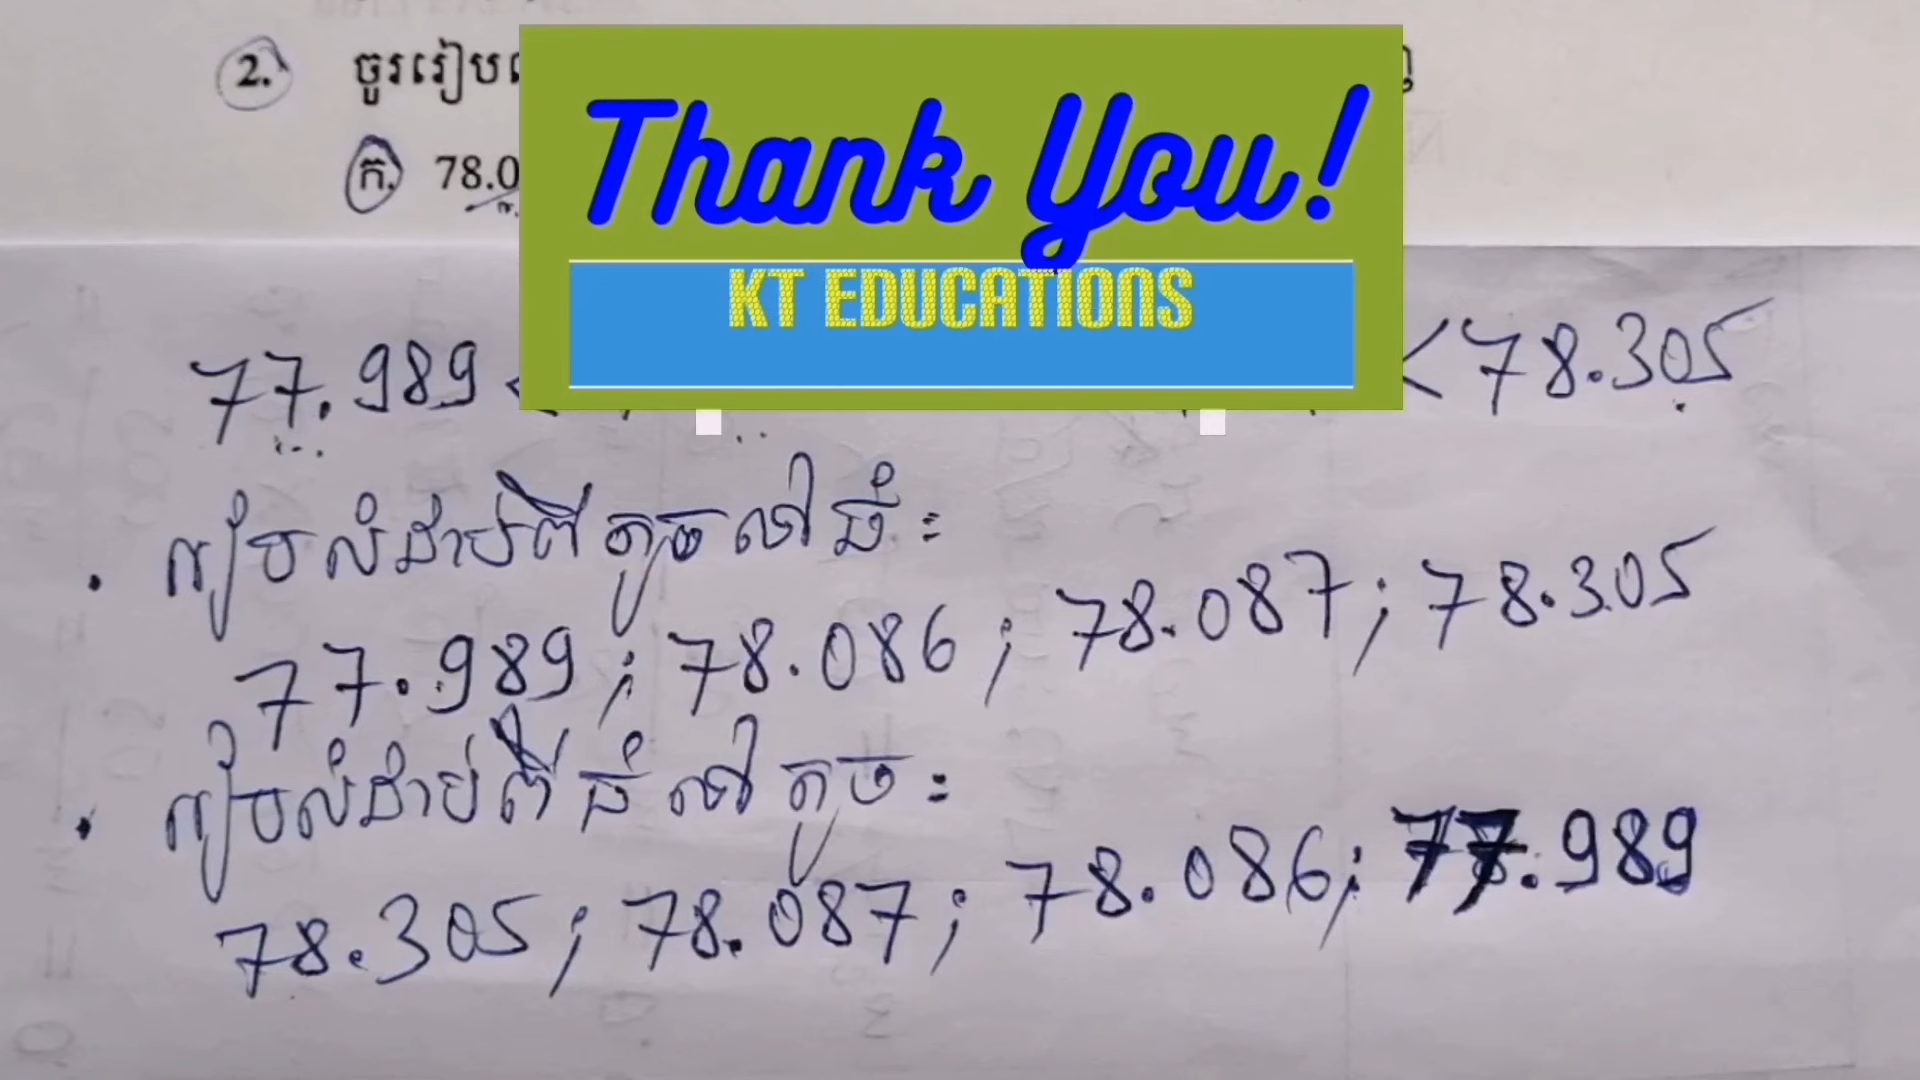 2. ចូររៀប
Thank You!
ក. 78.0
KT EDUCATIONS
77.989 < < 78.305
. រៀបលំដាប់ពីតូចទៅធំ:
77.989 ; 78.086 ; 78.087 ; 78.305
. រៀបលំដាប់ពីធំទៅតូច:
78.305 ; 78.087 ; 78.086 ; 77.989